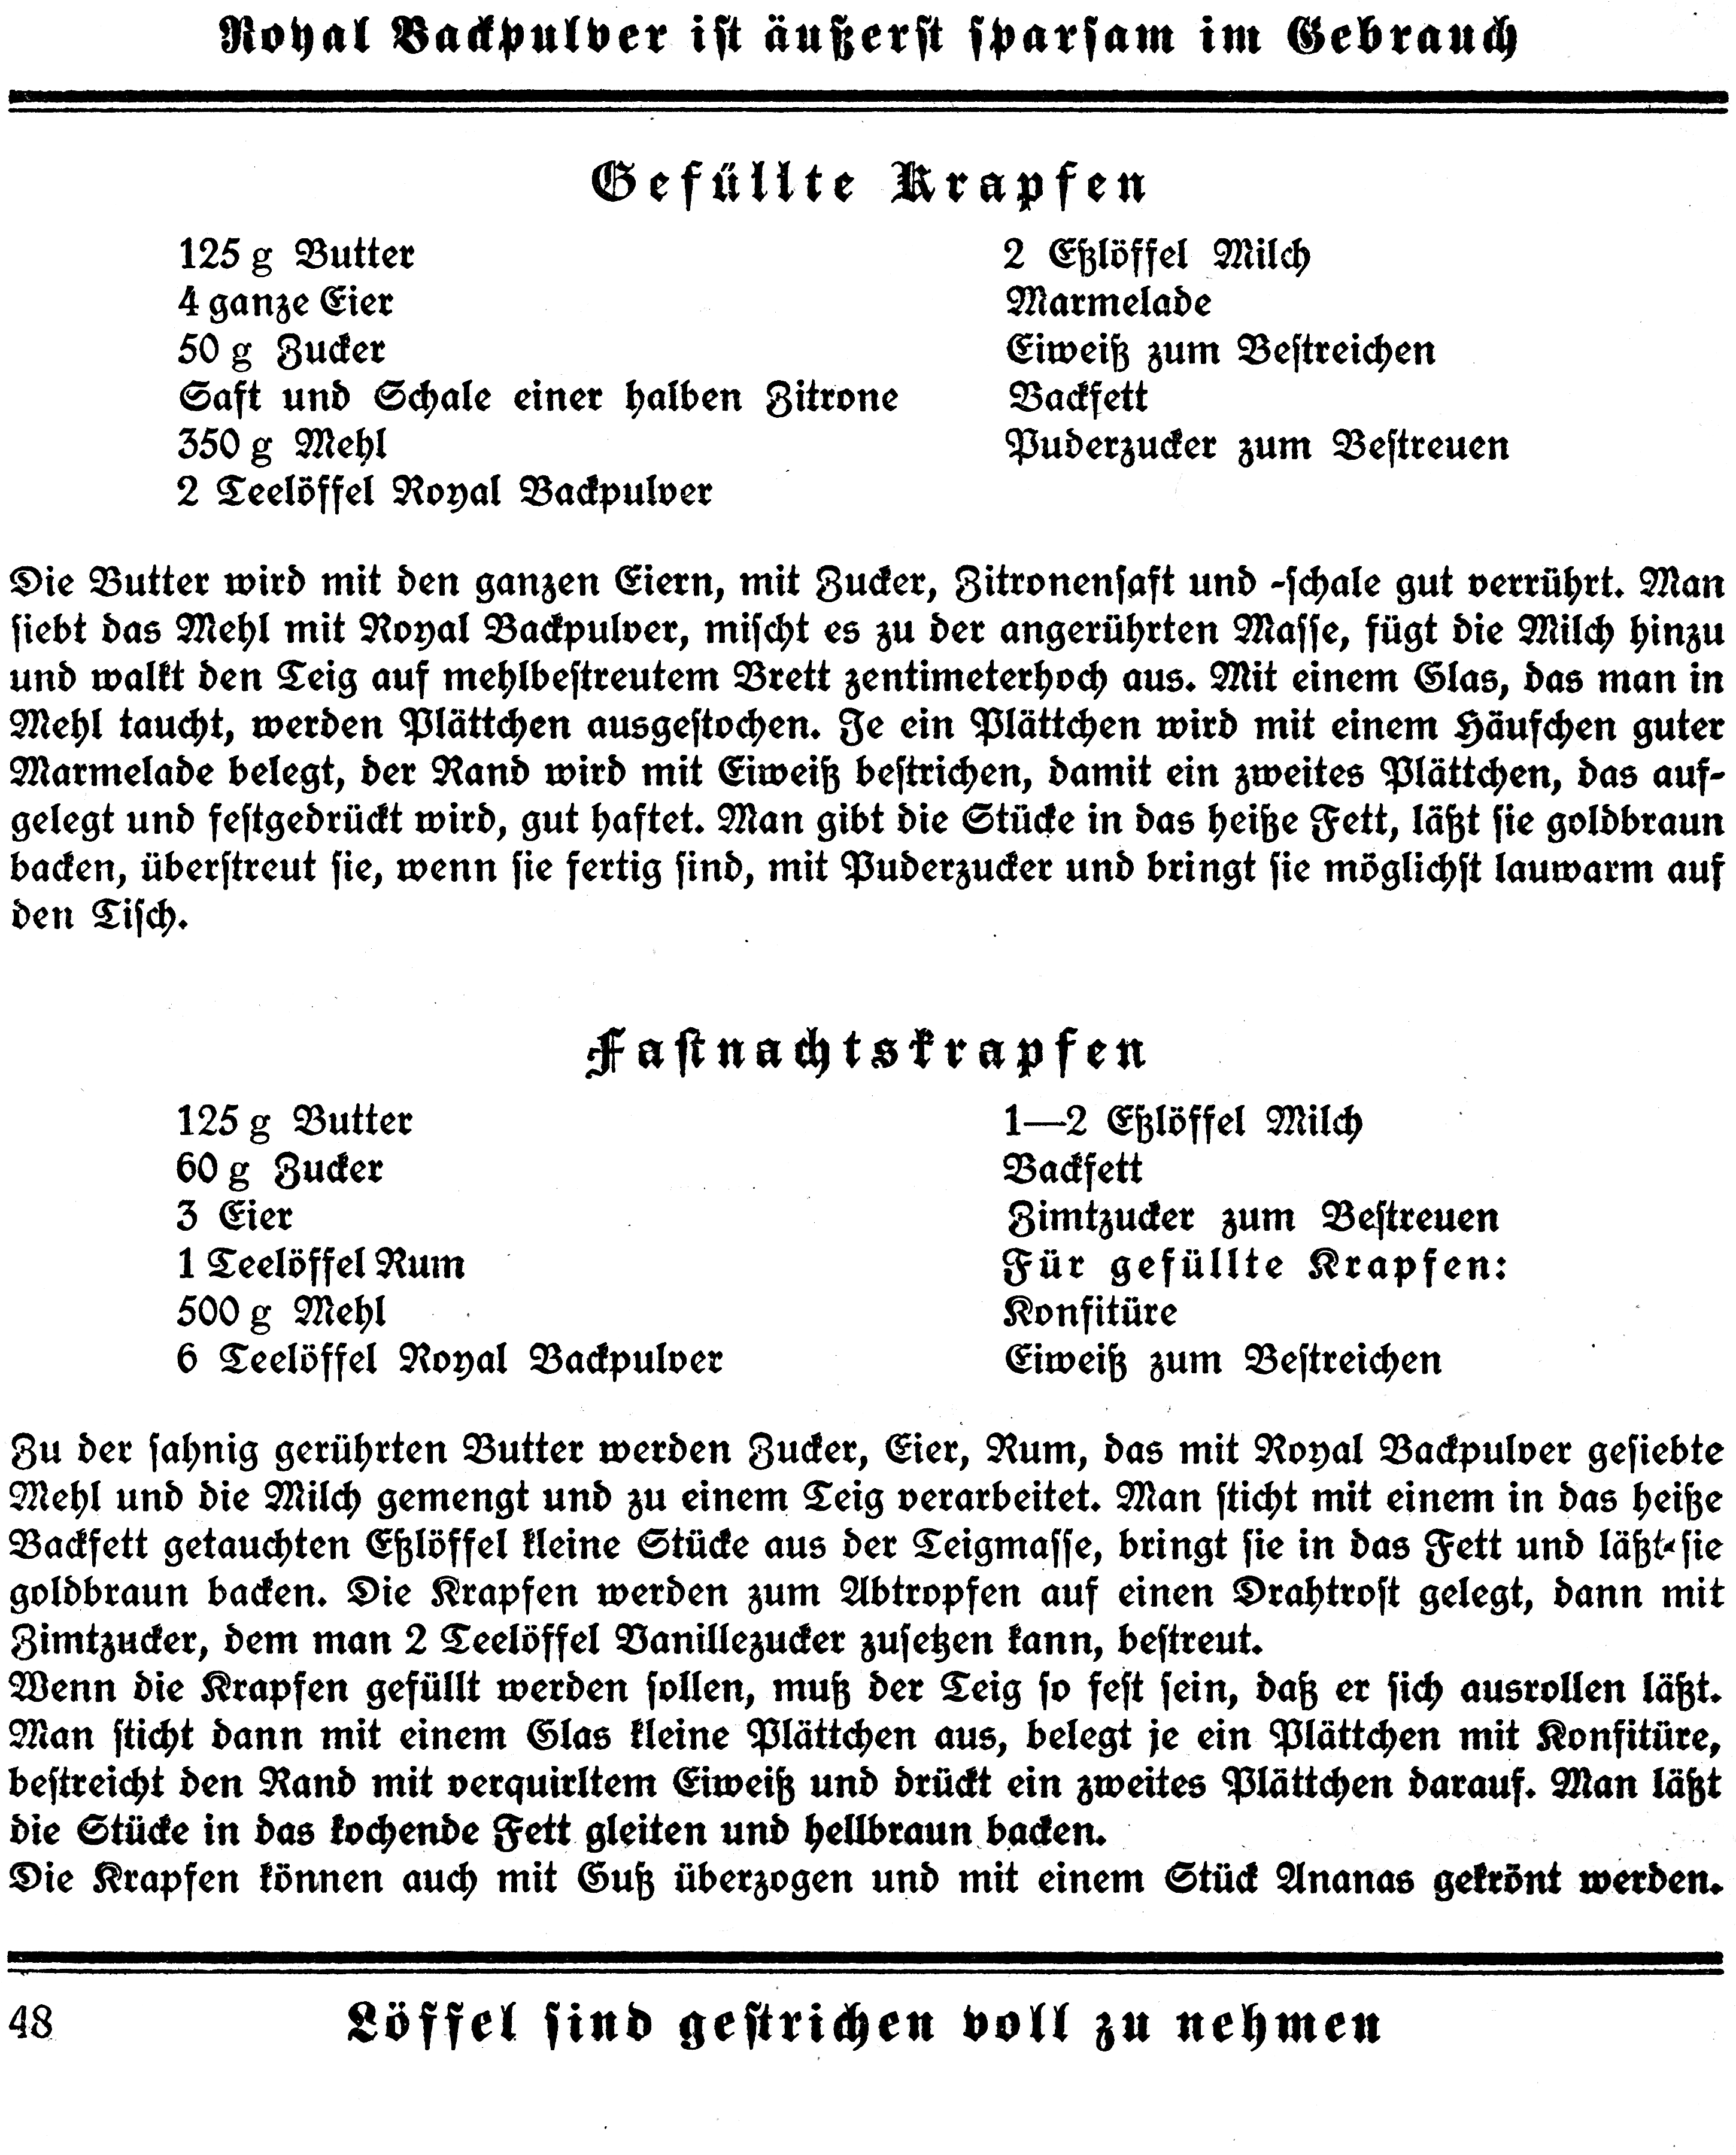 Royal Backpulver ist äußerst sparsam im Gebrauch
Gefüllte Krapfen
125 g Butter
4 ganze Eier
50 g Zucker
Saft und Schale einer halben Zitrone
350 g Mehl
2 Teelöffel Royal Backpulver
2 Eßlöffel Milch
Marmelade
Eiweiß zum Bestreichen
Backfett
Puderzucker zum Bestreuen
Die Butter wird mit den ganzen Eiern, mit Zucker, Zitronensaft und -schale gut verrührt. Man
siebt das Mehl mit Royal Backpulver, mischt es zu der angerührten Masse, fügt die Milch hinzu
und walkt den Teig auf mehlbestreutem Brett zentimeterhoch aus. Mit einem Glas, das man in
Mehl taucht, werden Plättchen ausgestochen. Je ein Plättchen wird mit einem Häufchen guter
Marmelade belegt, der Rand wird mit Eiweiß bestrichen, damit ein zweites Plättchen, das auf-
gelegt und festgedrückt wird, gut haftet. Man gibt die Stücke in das heiße Fett, läßt sie goldbraun
backen, überstreut sie, wenn sie fertig sind, mit Puderzucker und bringt sie möglichst lauwarm auf
den Tisch.
Fastnachtskrapfen
125 g Butter
60 g Zucker
3 Eier
1 Teelöffel Rum
500 g Mehl
6 Teelöffel Royal Backpulver
1—2 Eßlöffel Milch
Backfett
Zimtzucker zum Bestreuen
Für gefüllte Krapfen:
Konfitüre
Eiweiß zum Bestreichen
Zu der sahnig gerührten Butter werden Zucker, Eier, Rum, das mit Royal Backpulver gesiebte
Mehl und die Milch gemengt und zu einem Teig verarbeitet. Man sticht mit einem in das heiße
Backfett getauchten Eßlöffel kleine Stücke aus der Teigmasse, bringt sie in das Fett und läßt sie
goldbraun backen. Die Krapfen werden zum Abtropfen auf einen Drahtrost gelegt, dann mit
Zimtzucker, dem man 2 Teelöffel Vanillezucker zusetzen kann, bestreut.
Wenn die Krapfen gefüllt werden sollen, muß der Teig so fest sein, daß er sich ausrollen läßt.
Man sticht dann mit einem Glas kleine Plättchen aus, belegt je ein Plättchen mit Konfitüre,
bestreicht den Rand mit verquirltem Eiweiß und drückt ein zweites Plättchen darauf. Man läßt
die Stücke in das kochende Fett gleiten und hellbraun backen.
Die Krapfen können auch mit Guß überzogen und mit einem Stück Ananas gekrönt werden.
48 Löffel sind gestrichen voll zu nehmen